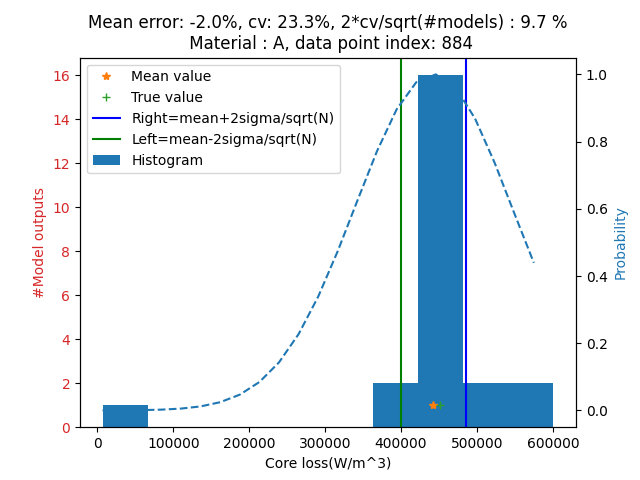 Mean error: -2.0%, cv: 23.3%, 2*cv/sqrt(#models) : 9.7 %
Material : A, data point index: 884
Mean value
True value
Right=mean+2sigma/sqrt(N)
Left=mean-2sigma/sqrt(N)
Histogram
#Model outputs
16
14
12
10
8
6
4
2
0
1.0
0.8
0.6
0.4
0.2
0.0
Probability
0 100000 200000 300000 400000 500000 600000
Core loss(W/m^3)